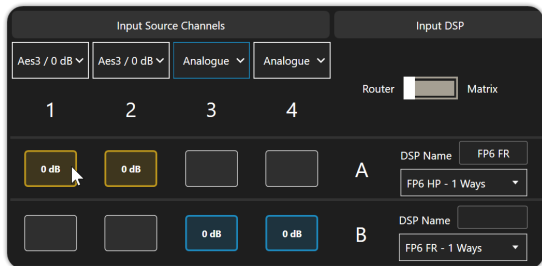 Input Source Channels Input DSP
Aes3 / 0 dB Aes3 / 0 dB Analogue Analogue
Router Matrix
1 2 3 4
DSP Name FP6 FR
0 dB 0 dB A
FP6 HP - 1 Ways
DSP Name
0 dB 0 dB B
FP6 FR - 1 Ways